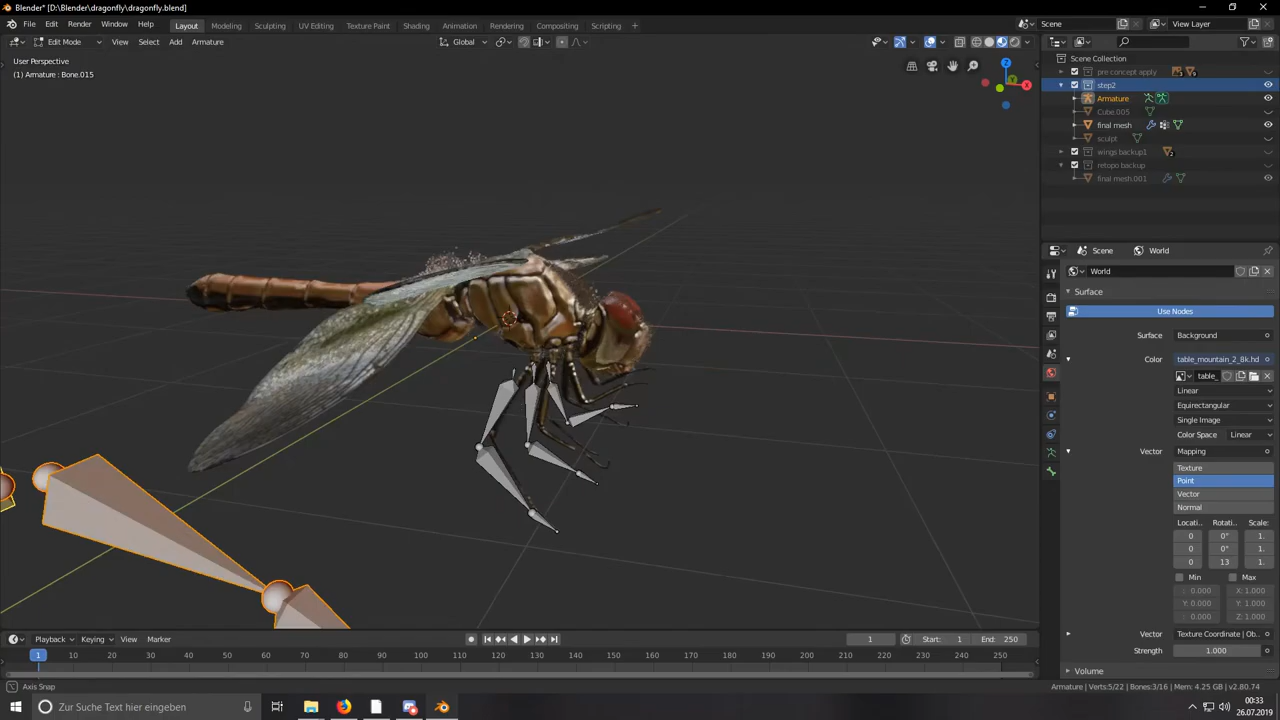 Blender* [D:\Blender\dragonfly\dragonfly.blend]
File Edit Render Window Help Layout Modeling Sculpting UV Editing Texture Paint Shading Animation Rendering Compositing Scripting + Scene View Layer
Edit Mode View Select Add Armature Global
User Perspective
(1) Armature : Bone.015
Z
X
Scene Collection
pre concept apply
step2
Armature
Cube.005
final mesh
sculpt
wings backup1
retopo backup
final mesh.001
Scene World
World
Surface
Use Nodes
Surface: Background
Color table_mountain_2_8k.hd
table_
Linear
Equirectangular
Single Image
Color Space Linear
Vector Mapping
Texture
Point
Vector
Normal
Locati.. Rotati.. Scale:
0 0° 1.
0 0° 1.
0 13 1.
Min Max
X: 1.000
Y: 0.000 Y: 1.000
Z: 0.000 Z: 1.000
Vector Texture Coordinate | Ob..
Strength 1.000
Volume
Playback Keying View Marker 1 Start: 1 End: 250
1 10 20 30 40 50 60 70 80 90 100 110 120 130 140 150 160 170 180 190 200 210 220 230 240 250
Axis Snap
Armature | Verts:5/22 | Bones:3/16 | Mem: 4.25 GB | v2.80.74
Zur Suche Text hier eingeben
00:33
26.07.2019